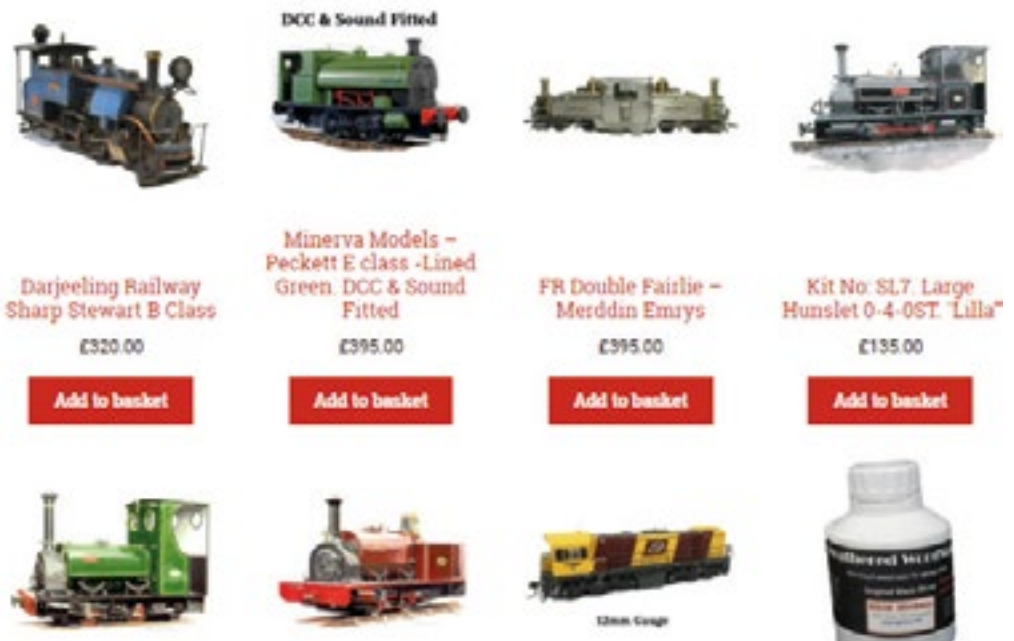 DCC & Sound Fitted
Darjeeling Railway
Sharp Stewart B Class
£320.00
Add to basket
Minerva Models –
Peckett E class -Lined
Green. DCC & Sound
Fitted
£395.00
Add to basket
FR Double Fairlie –
Merddin Emrys
£395.00
Add to basket
Kit No: SL7. Large
Hunslet 0-4-0ST. "Lilla"
£135.00
Add to basket
12mm Gauge